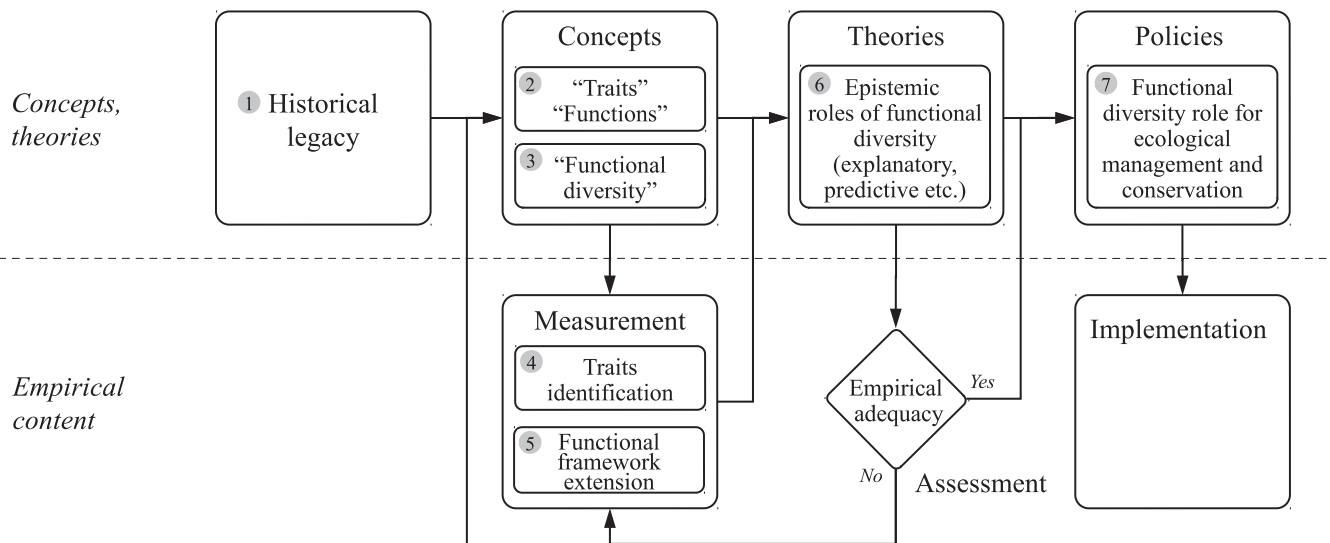 Concepts,
theories
1 Historical
legacy
Concepts
2 “Traits”
“Functions”
3 “Functional
diversity”
Theories
6 Epistemic
roles of functional
diversity
(explanatory,
predictive etc.)
Policies
7 Functional
diversity role for
ecological
management and
conservation
Empirical
content
Measurement
4 Traits
identification
5 Functional
framework
extension
Empirical
adequacy
Yes
No
Assessment
Implementation